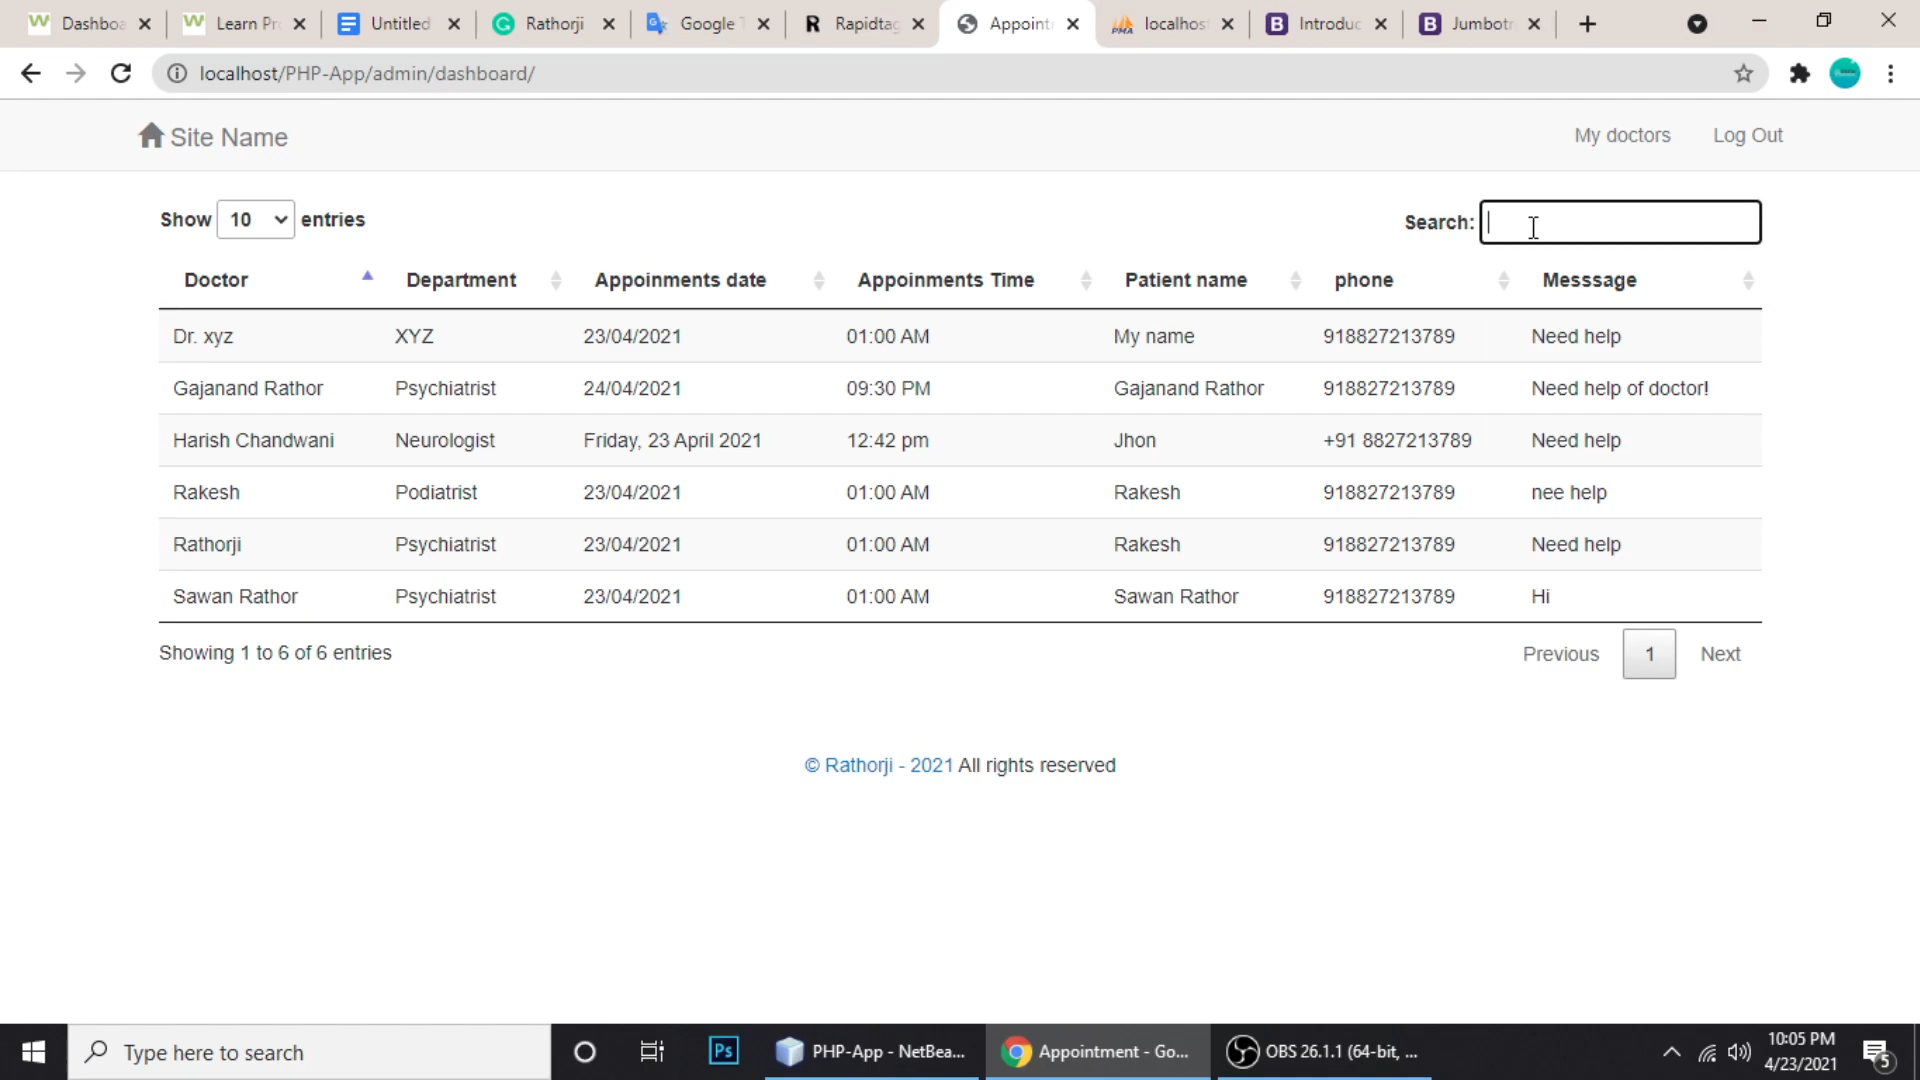 Dashboa
Learn Pr
Untitled
Rathorji
Google T
Rapidtag
Appoint
localhos
Introduc
Jumbotr
localhost/PHP-App/admin/dashboard/
Site Name
My doctors
Log Out
Show 10 entries
Search:
Doctor Department Appoinments date Appoinments Time Patient name phone Messsage
Dr. xyz XYZ 23/04/2021 01:00 AM My name 918827213789 Need help
Gajanand Rathor Psychiatrist 24/04/2021 09:30 PM Gajanand Rathor 918827213789 Need help of doctor!
Harish Chandwani Neurologist Friday, 23 April 2021 12:42 pm Jhon +91 8827213789 Need help
Rakesh Podiatrist 23/04/2021 01:00 AM Rakesh 918827213789 nee help
Rathorji Psychiatrist 23/04/2021 01:00 AM Rakesh 918827213789 Need help
Sawan Rathor Psychiatrist 23/04/2021 01:00 AM Sawan Rathor 918827213789 Hi
Showing 1 to 6 of 6 entries
Previous 1 Next
© Rathorji - 2021 All rights reserved
Type here to search
Ps
PHP-App - NetBea...
Appointment - Go...
OBS 26.1.1 (64-bit, ...
10:05 PM
4/23/2021
5